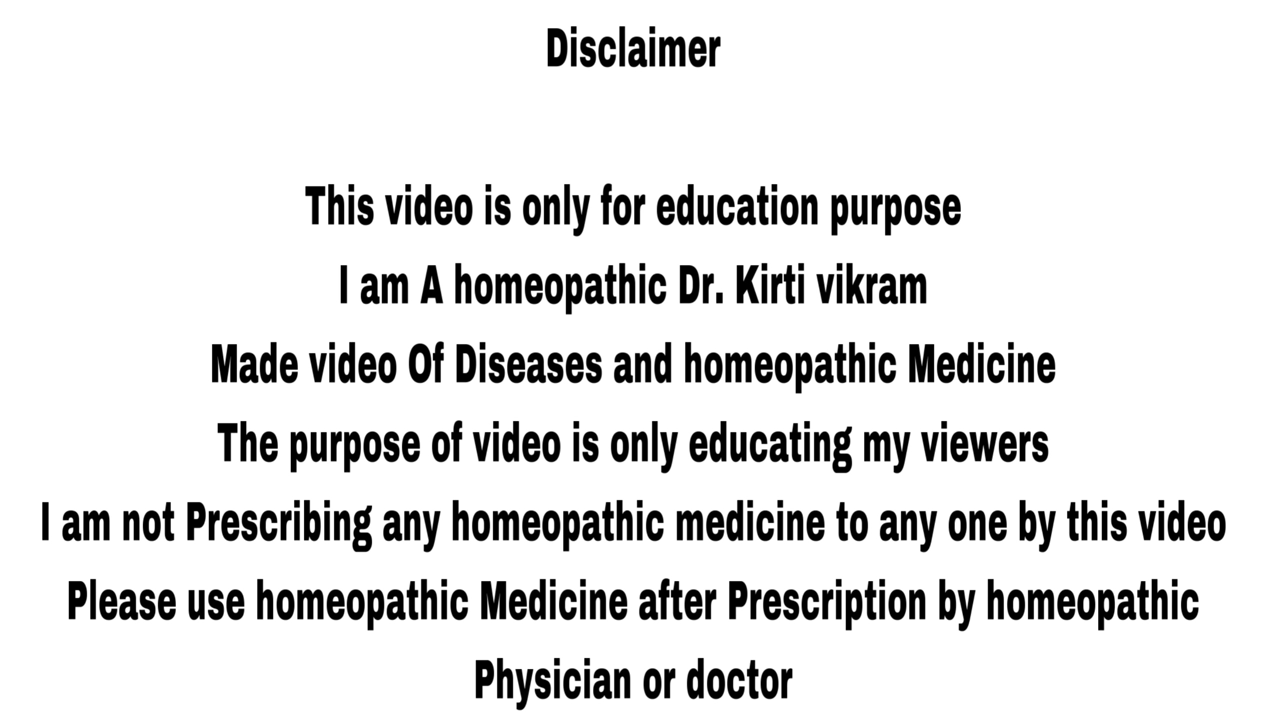 Disclaimer
This video is only for education purpose
I am A homeopathic Dr. Kirti vikram
Made video Of Diseases and homeopathic Medicine
The purpose of video is only educating my viewers
I am not Prescribing any homeopathic medicine to any one by this video
Please use homeopathic Medicine after Prescription by homeopathic
Physician or doctor